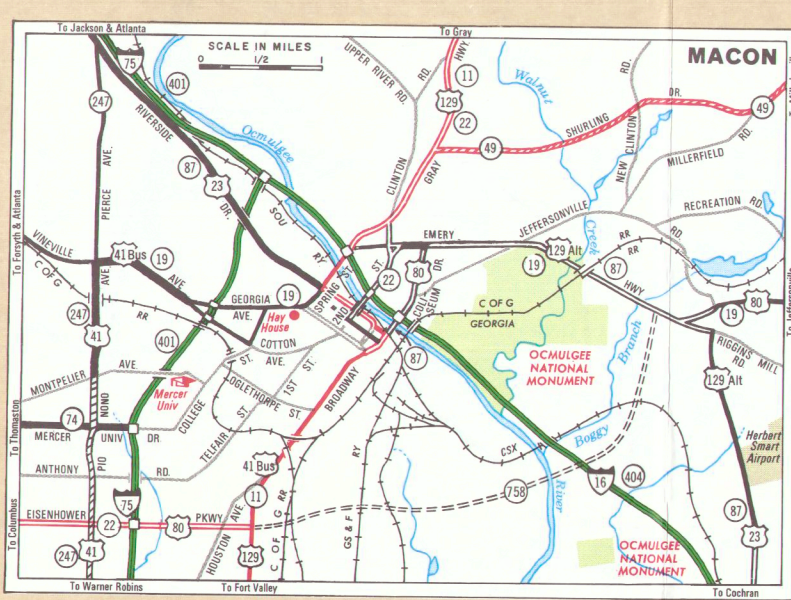 To Jackson & Atlanta
To Gray
SCALE IN MILES
0 1/2 1
MACON
75
401
247
UPPER RIVER RD.
RD.
HWY.
11
129
22
Walnut
RD.
DR.
49
SHURLING
49
NEW CLINTON
MILLERFIELD
RD.
RIVERSIDE
Ocmulgee
AVE.
87
23
DR.
CLINTON
GRAY
PIERCE
SOU
RY
To Forsyth & Atlanta
VINEVILLE
41 Bus
19
AVE
C OF G
RR
AVE
EMERY
JEFFERSONVILLE
RECREATION RD.
RD.
Creek
RR
RR
129 Alt
19
87
HWY
SPRING ST.
2ND
ST.
22
80
DR.
COLI-
SEUM
C OF G
GEORGIA
GEORGIA
AVE.
19
Hay
House
COTTON
AVE.
247
41
401
80
19
To Jeffersonville
RIGGINS MILL
RD
87
OCMULGEE
NATIONAL
MONUMENT
Branch
Boggy
129 Alt
MONTPELIER
AVE.
Mercer
Univ
COLLEGE
ST.
OGLETHORPE ST
1ST ST.
BROADWAY
TELFAIR
ST.
NONO
PIO
To Thomaston
74
MERCER
UNIV
DR.
ANTHONY
RD.
41 Bus
11
RY
CSX
Herbert
Smart
Airport
75
16
404
758
River
To Columbus
EISENHOWER
22
80
PKWY
HOUSTON AVE.
129
C OF G RR
GS & F
87
23
247
41
OCMULGEE
NATIONAL
MONUMENT
To Warner Robins
To Fort Valley
To Cochran